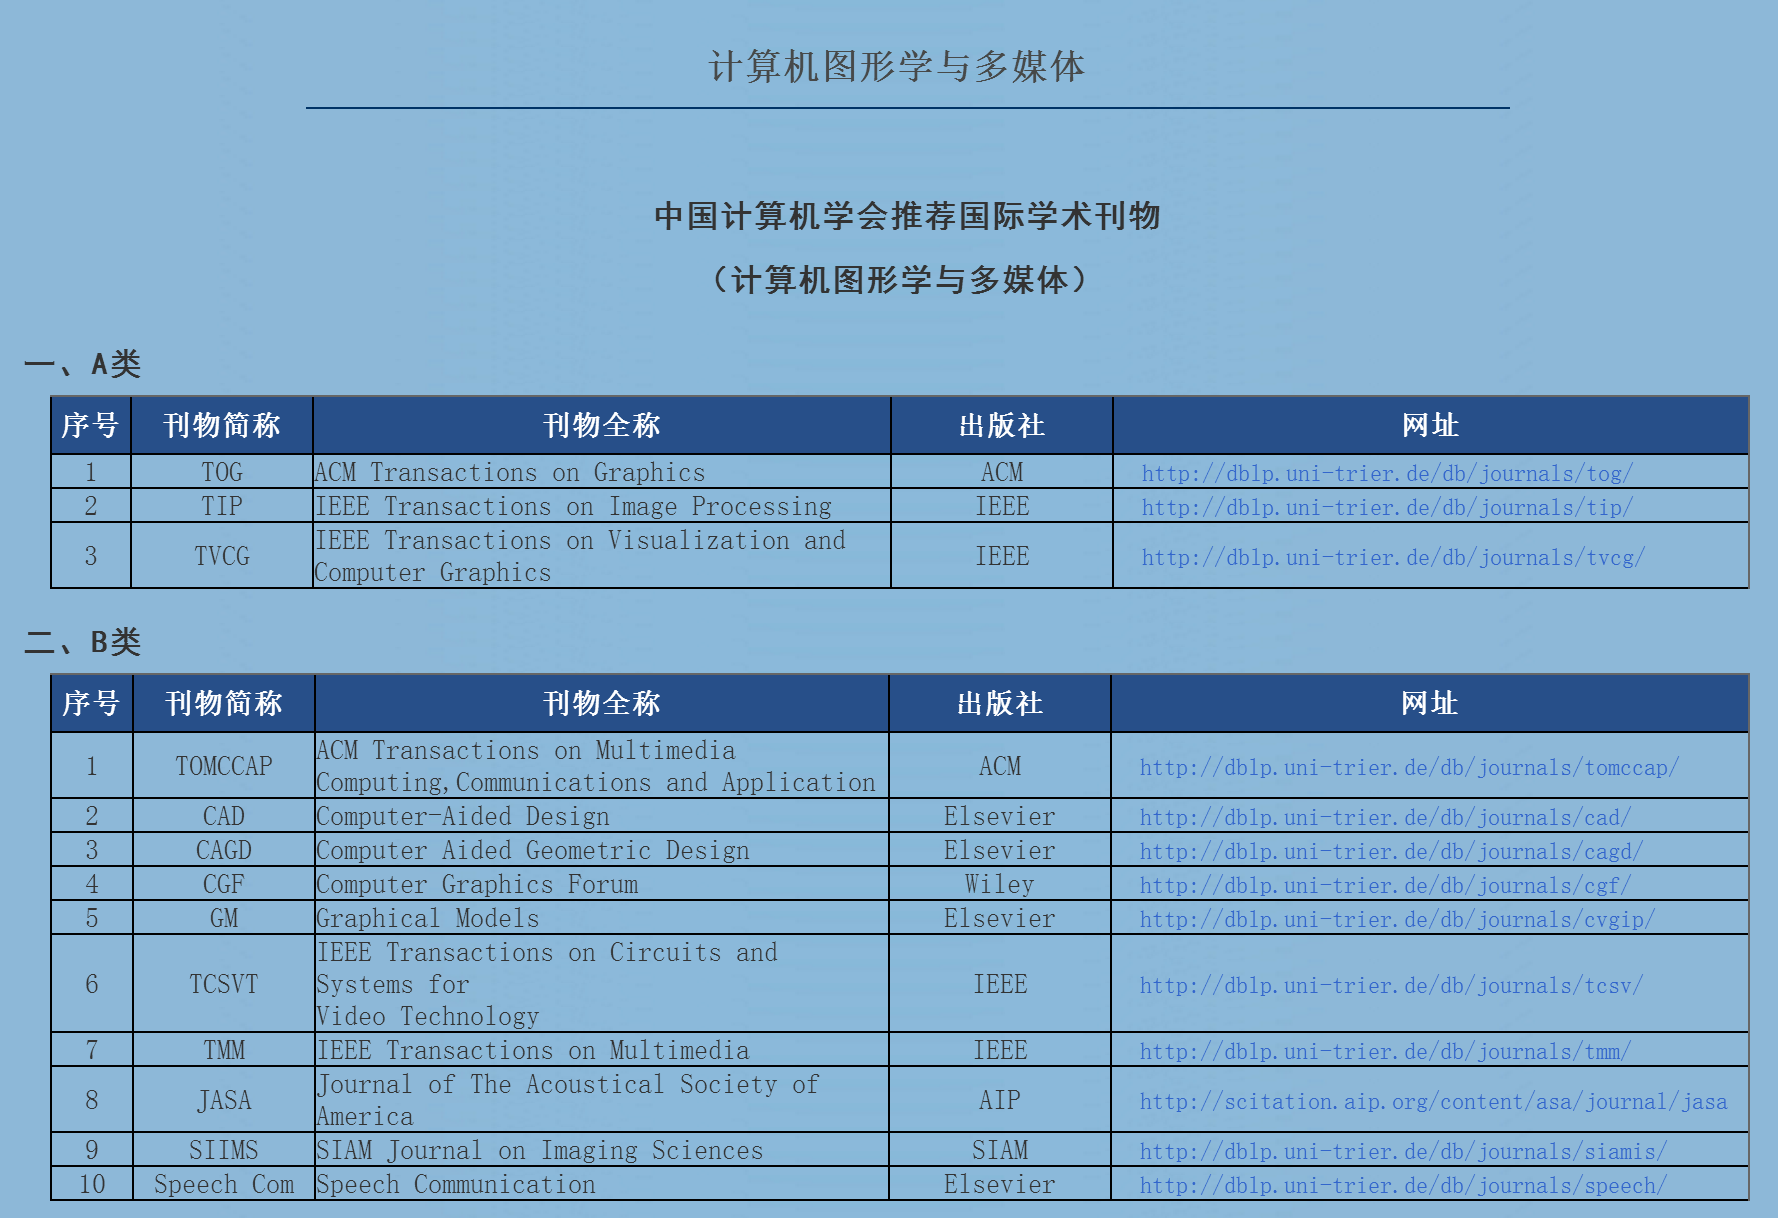 计算机图形学与多媒体
中国计算机学会推荐国际学术刊物
（计算机图形学与多媒体）
一、A类
序号 刊物简称 刊物全称 出版社 网址
1 TOG ACM Transactions on Graphics ACM http://dblp.uni-trier.de/db/journals/tog/
2 TIP IEEE Transactions on Image Processing IEEE http://dblp.uni-trier.de/db/journals/tip/
3 TVCG IEEE Transactions on Visualization and
Computer Graphics IEEE http://dblp.uni-trier.de/db/journals/tvcg/
二、B类
序号 刊物简称 刊物全称 出版社 网址
1 TOMCCAP ACM Transactions on Multimedia
Computing,Communications and Application ACM http://dblp.uni-trier.de/db/journals/tomccap/
2 CAD Computer-Aided Design Elsevier http://dblp.uni-trier.de/db/journals/cad/
3 CAGD Computer Aided Geometric Design Elsevier http://dblp.uni-trier.de/db/journals/cagd/
4 CGF Computer Graphics Forum Wiley http://dblp.uni-trier.de/db/journals/cgf/
5 GM Graphical Models Elsevier http://dblp.uni-trier.de/db/journals/cvgip/
6 TCSVT IEEE Transactions on Circuits and
Systems for
Video Technology IEEE http://dblp.uni-trier.de/db/journals/tcsv/
7 TMM IEEE Transactions on Multimedia IEEE http://dblp.uni-trier.de/db/journals/tmm/
8 JASA Journal of The Acoustical Society of
America AIP http://scitation.aip.org/content/asa/journal/jasa
9 SIIMS SIAM Journal on Imaging Sciences SIAM http://dblp.uni-trier.de/db/journals/siamis/
10 Speech Com Speech Communication Elsevier http://dblp.uni-trier.de/db/journals/speech/